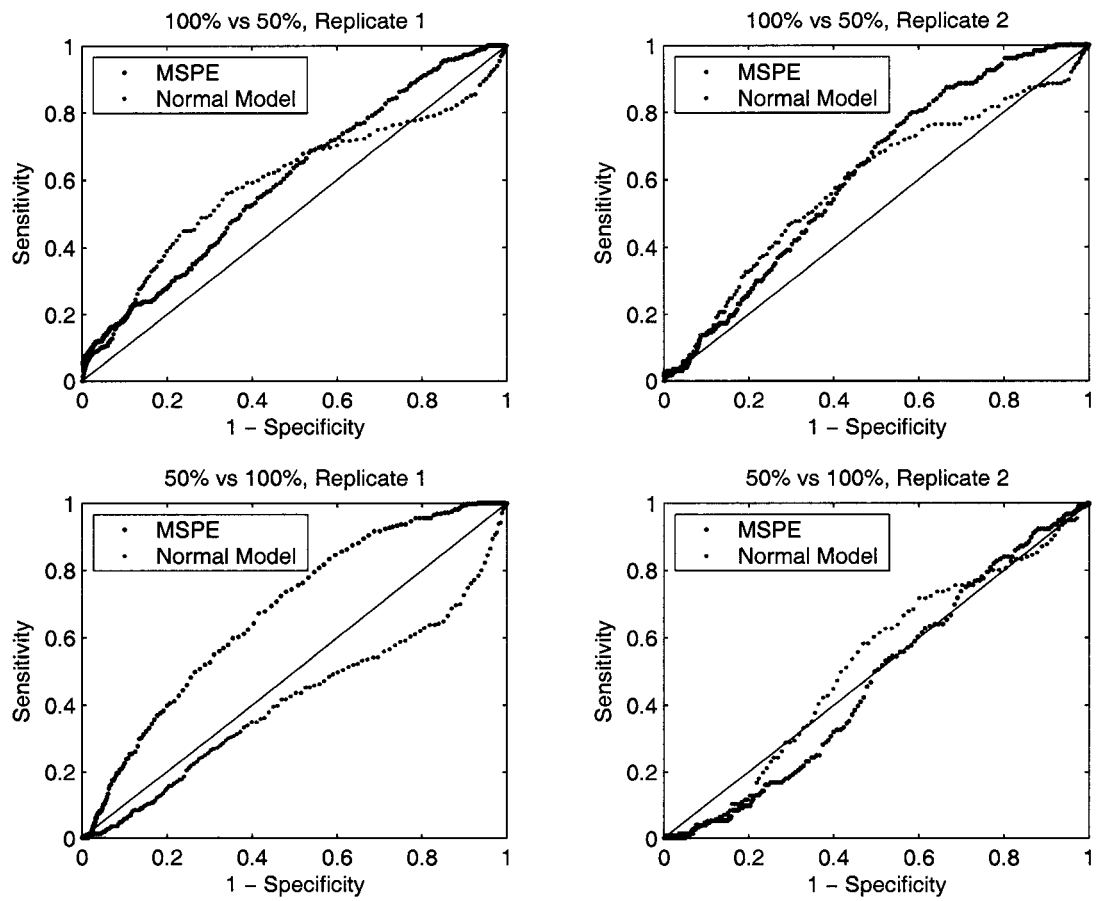 100% vs 50%, Replicate 1
1
0.8
0.6
0.4
0.2
0
MSPE
Normal Model
Sensitivity
0
0.2
0.4
0.6
0.8
1
1 − Specificity
100% vs 50%, Replicate 2
1
0.8
0.6
0.4
0.2
0
MSPE
Normal Model
Sensitivity
0
0.2
0.4
0.6
0.8
1
1 − Specificity
50% vs 100%, Replicate 1
1
0.8
0.6
0.4
0.2
0
MSPE
Normal Model
Sensitivity
0
0.2
0.4
0.6
0.8
1
1 − Specificity
50% vs 100%, Replicate 2
1
0.8
0.6
0.4
0.2
0
MSPE
Normal Model
Sensitivity
0
0.2
0.4
0.6
0.8
1
1 − Specificity